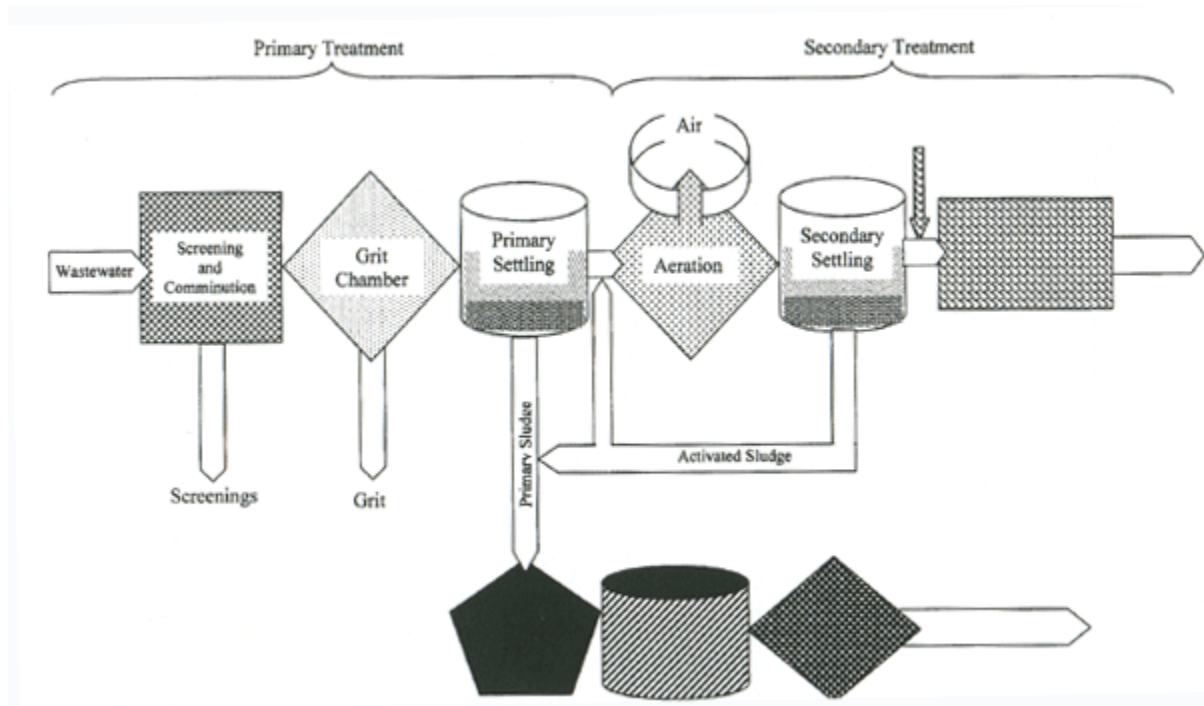 Primary Treatment
Secondary Treatment
Air
Wastewater
Screening
and
Comminution
Grit
Chamber
Primary
Settling
Aeration
Secondary
Settling
Primary Sludge
Activated Sludge
Screenings
Grit